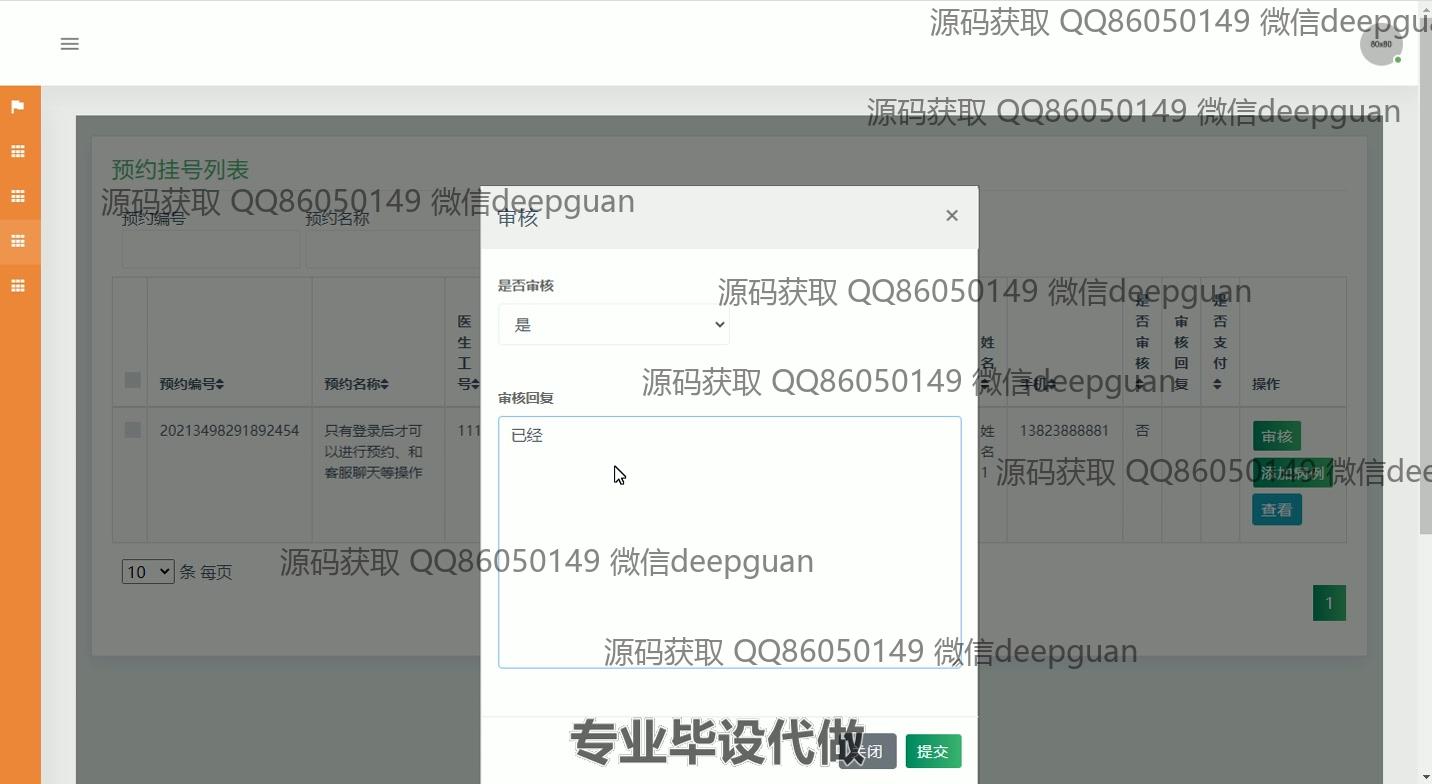 源码获取 QQ86050149 微信deepgua
80x80
源码获取 QQ86050149 微信deepguan
预约挂号列表
源码获取 QQ86050149 微信deepguan
预约编号 预约名称
审核 ×
是否审核
源码获取 QQ86050149 微信deepguan
是
源码获取 QQ86050149 微信deepguan
预约编号 预约名称 医生工号 姓名 手机 是否审核 审核回复 是否支付 操作
审核回复
已经
20213498291892454 只有登录后才可以进行预约、和客服聊天等操作 111 姓名1 13823888881 否 审核
源码获取 QQ86050149 微信dee
添加病例
查看
源码获取 QQ86050149 微信deepguan
10 条 每页
1
源码获取 QQ86050149 微信deepguan
专业毕设代做
关闭 提交